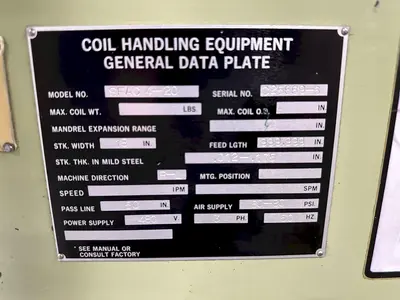 COIL HANDLING EQUIPMENT
GENERAL DATA PLATE
MODEL NO. SERIAL NO.
MAX. COIL WT. LBS. MAX. COIL O.D. IN.
MANDREL EXPANSION RANGE IN.
STK. WIDTH IN. FEED LGTH IN.
STK. THK. IN MILD STEEL
MACHINE DIRECTION MTG. POSITION
SPEED IPM SPM
PASS LINE IN. AIR SUPPLY PSI.
POWER SUPPLY V. PH. HZ.
*SEE MANUAL OR
CONSULT FACTORY